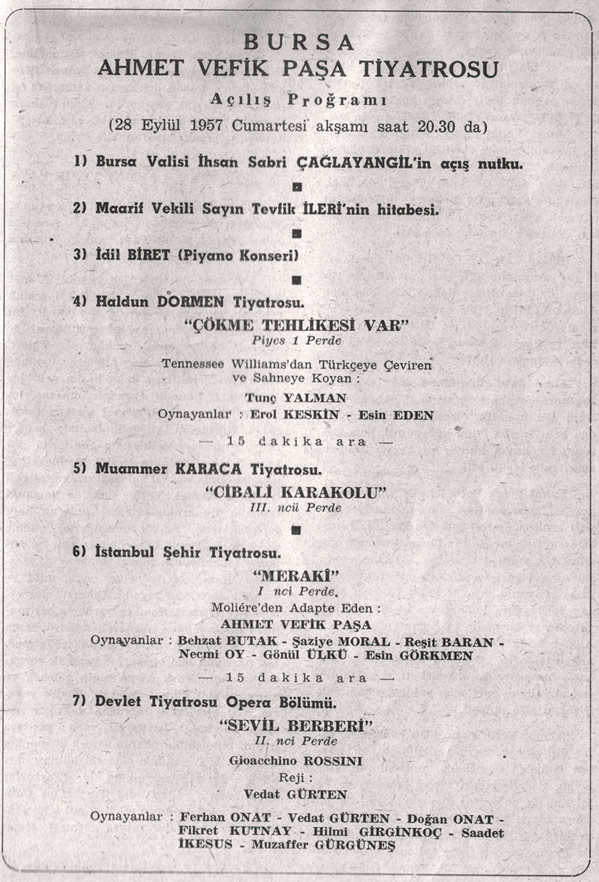 BURSA
AHMET VEFİK PAŞA TİYATROSU
Açılış Proğramı
(28 Eylül 1957 Cumartesi akşamı saat 20.30 da)
1) Bursa Valisi İhsan Sabri ÇAĞLAYANGİL'in açış nutku.
2) Maarif Vekili Sayın Tevfik İLERİ'nin hitabesi.
3) İdil BİRET (Piyano Konseri)
4) Haldun DORMEN Tiyatrosu.
"ÇÖKME TEHLİKESİ VAR"
Piyes 1 Perde
Tennessee Williams'dan Türkçeye Çeviren
ve Sahneye Koyan :
Tunç YALMAN
Oynayanlar : Erol KESKİN - Esin EDEN
— 15 dakika ara —
5) Muammer KARACA Tiyatrosu.
"CİBALİ KARAKOLU"
III. ncü Perde
6) İstanbul Şehir Tiyatrosu.
"MERAKÎ"
I nci Perde.
Moliére'den Adapte Eden :
AHMET VEFİK PAŞA
Oynayanlar : Behzat BUTAK - Şaziye MORAL - Reşit BARAN -
Necmi OY - Gönül ÜLKÜ - Esin GÖRKMEN
— 15 dakika ara —
7) Devlet Tiyatrosu Opera Bölümü.
"SEVİL BERBERİ"
II. nci Perde
Gioacchino ROSSINI
Reji :
Vedat GÜRTEN
Oynayanlar : Ferhan ONAT - Vedat GÜRTEN - Doğan ONAT -
Fikret KUTNAY - Hilmi GİRGİNKOÇ - Saadet
İKESUS - Muzaffer GÜRGÜNEŞ